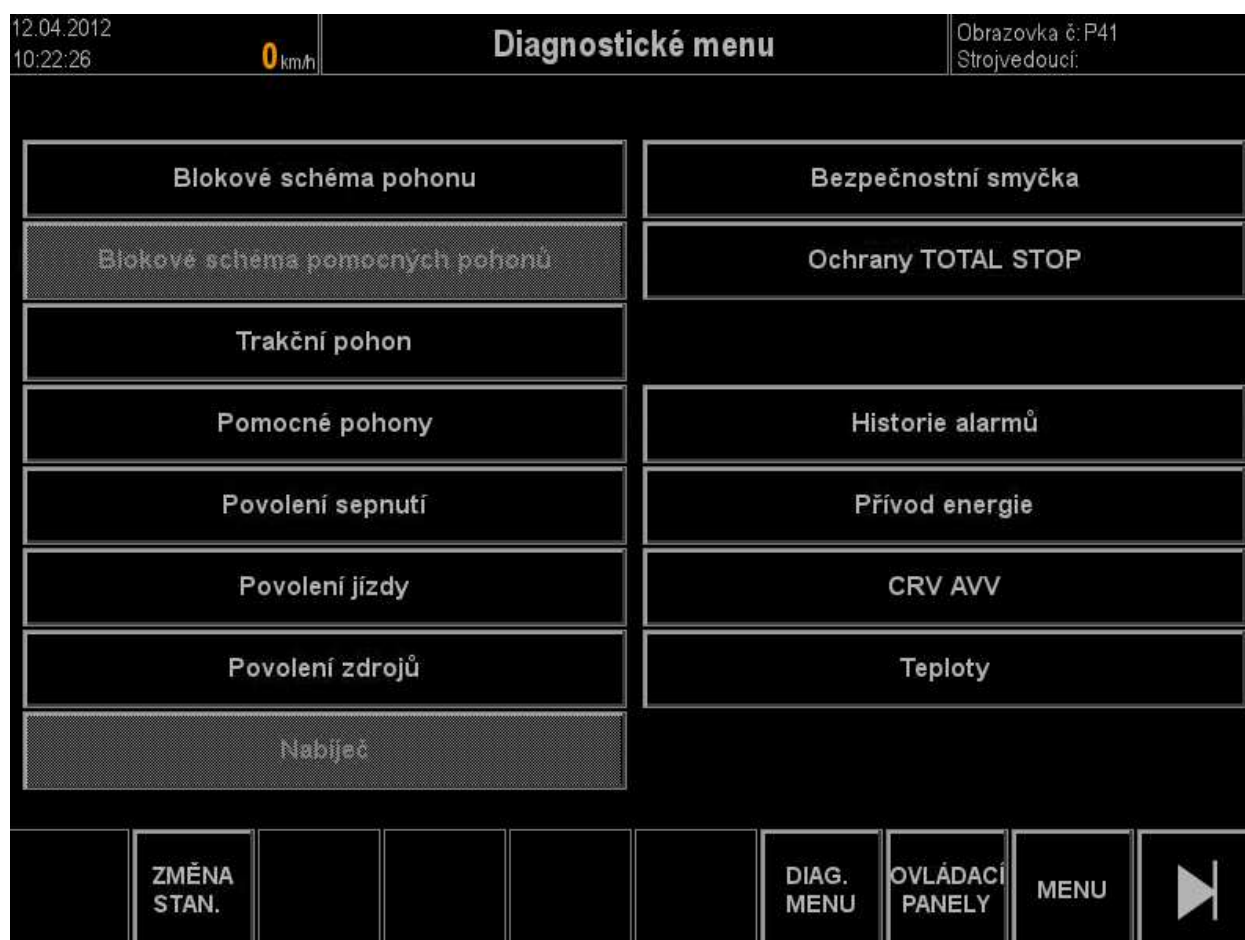 12.04.2012
10:22:26
0 km/h
Diagnostické menu
Obrazovka č: P41
Strojvedoucí:
Blokové schéma pohonu
Bezpečnostní smyčka
Blokové schéma pomocných pohonů
Ochrany TOTAL STOP
Trakční pohon
Pomocné pohony
Historie alarmů
Povolení sepnutí
Přívod energie
Povolení jízdy
CRV AVV
Povolení zdrojů
Teploty
Nabíječ
ZMĚNA
STAN.
DIAG.
MENU
OVLÁDACÍ
PANELY
MENU